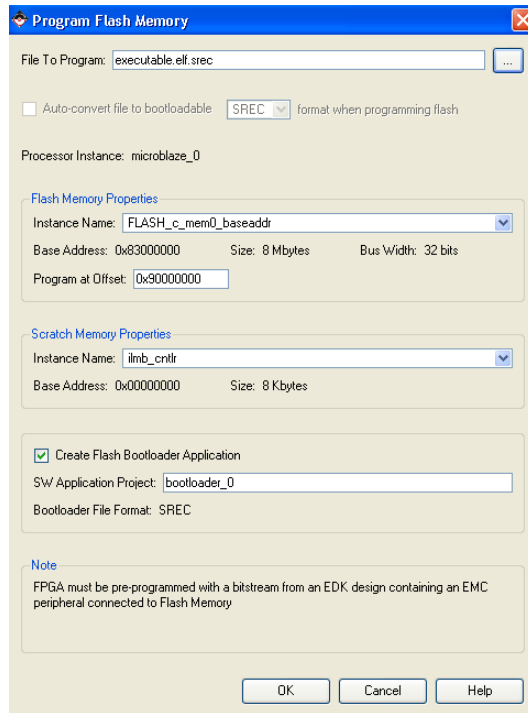 Program Flash Memory
File To Program: executable.elf.srec ...
Auto-convert file to bootloadable SREC format when programming flash
Processor Instance: microblaze_0
Flash Memory Properties
Instance Name: FLASH_c_mem0_baseaddr
Base Address: 0x83000000 Size: 8 Mbytes Bus Width: 32 bits
Program at Offset: 0x90000000
Scratch Memory Properties
Instance Name: ilmb_cntlr
Base Address: 0x00000000 Size: 8 Kbytes
Create Flash Bootloader Application
SW Application Project: bootloader_0
Bootloader File Format: SREC
Note
FPGA must be pre-programmed with a bitstream from an EDK design containing an EMC
peripheral connected to Flash Memory
OK Cancel Help